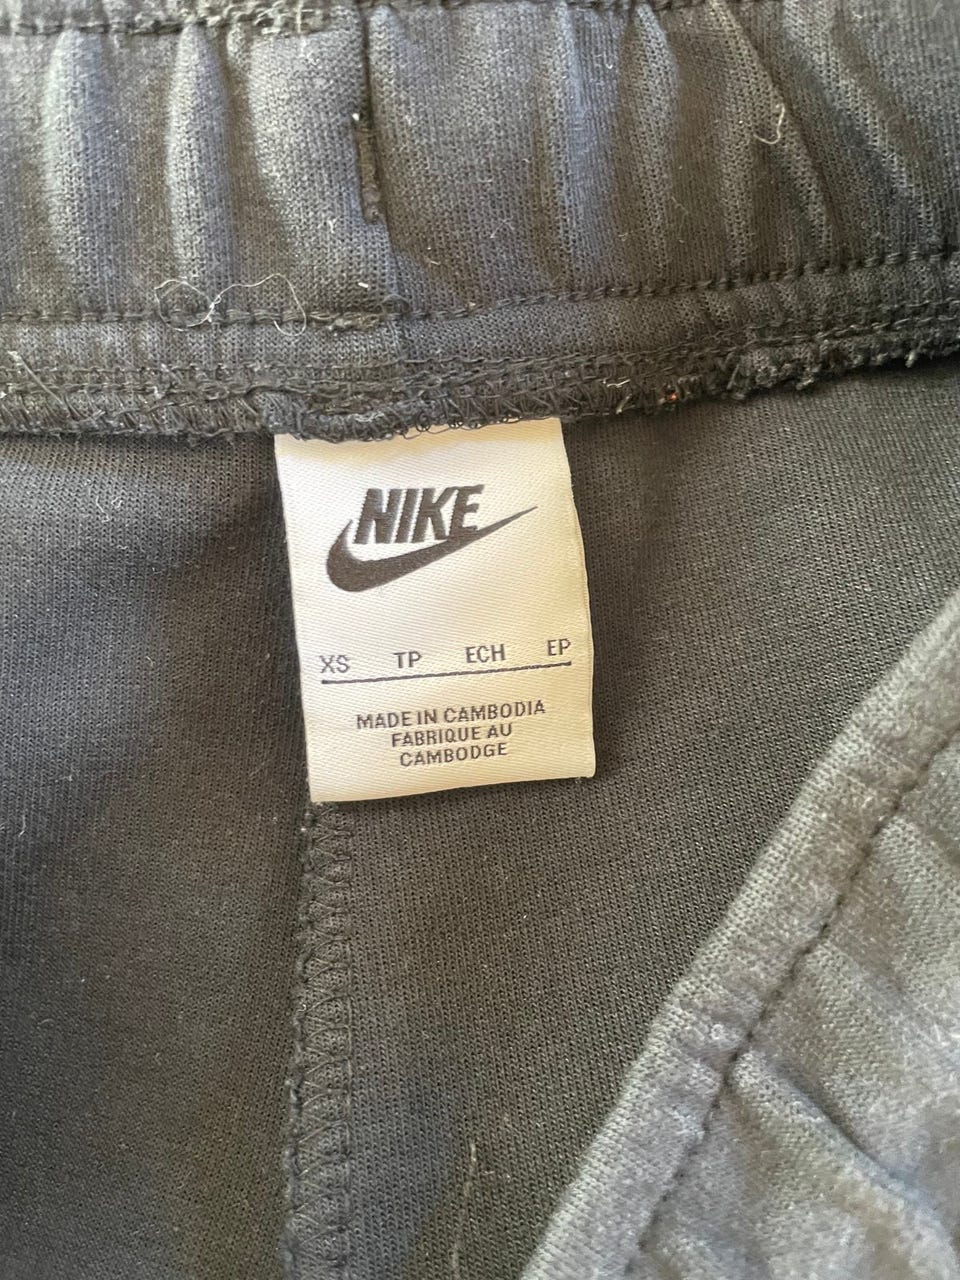 NIKE
XS TP ECH EP
MADE IN CAMBODIA
FABRIQUE AU
CAMBODGE